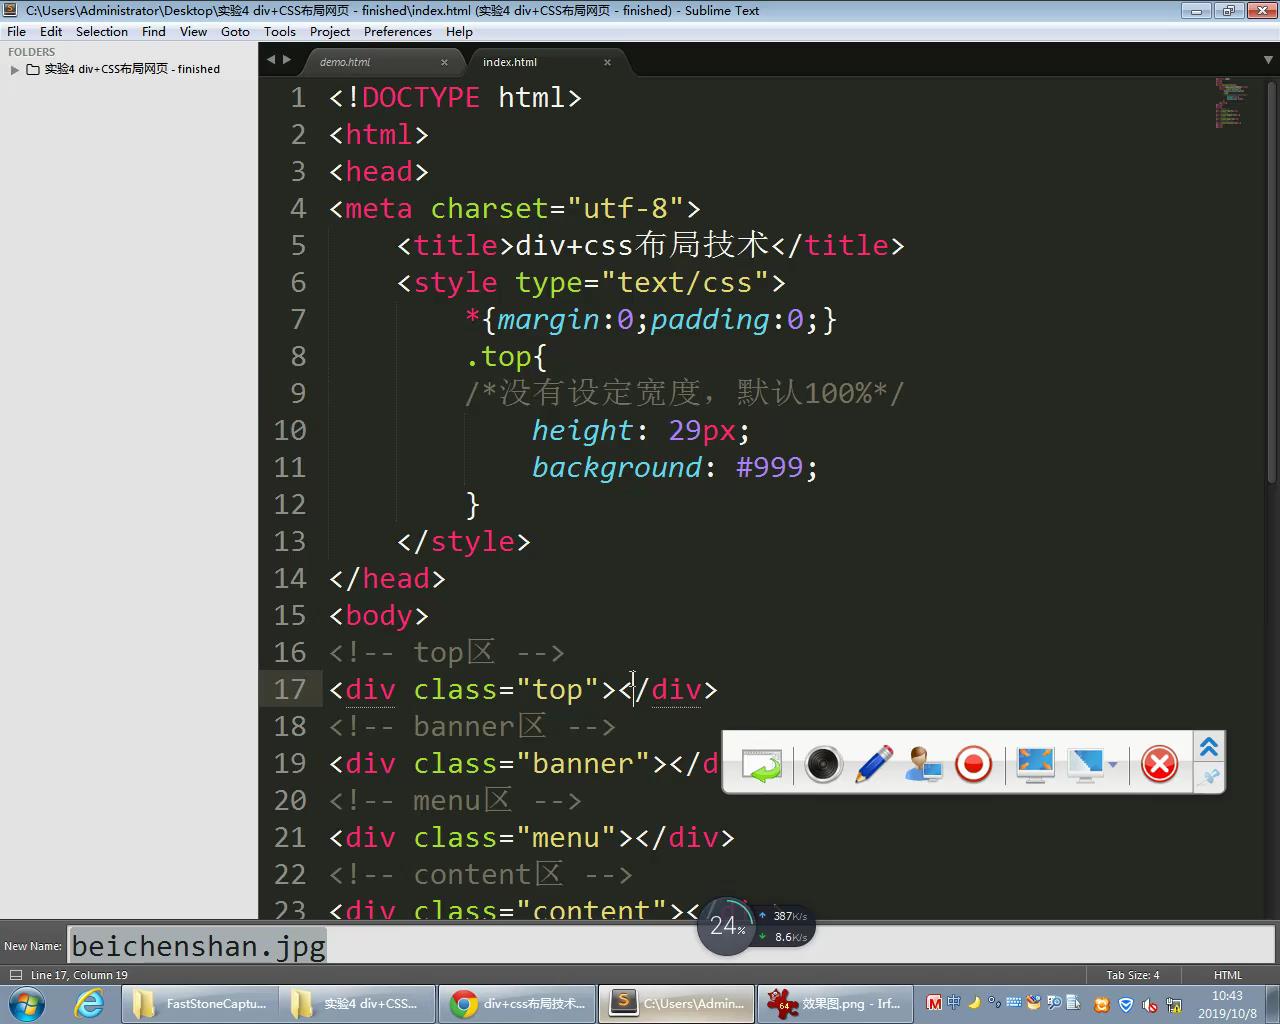 C:\Users\Administrator\Desktop\实验4 div+CSS布局网页 - finished\index.html (实验4 div+CSS布局网页 - finished) - Sublime Text
File Edit Selection Find View Goto Tools Project Preferences Help
FOLDERS
实验4 div+CSS布局网页 - finished
demo.html
index.html
1 <!DOCTYPE html>
2 <html>
3 <head>
4 <meta charset="utf-8">
5 <title>div+css布局技术</title>
6 <style type="text/css">
7 *{margin:0;padding:0;}
8 .top{
9 /*没有设定宽度，默认100%*/
10 height: 29px;
11 background: #999;
12 }
13 </style>
14 </head>
15 <body>
16 <!-- top区 -->
17 <div class="top"></div>
18 <!-- banner区 -->
19 <div class="banner"></d
20 <!-- menu区 -->
21 <div class="menu"></div>
22 <!-- content区 -->
23 <div class="content"><
24%
387K/s
8.6K/s
New Name: beichenshan.jpg
Line 17, Column 19
Tab Size: 4
HTML
FastStoneCaptu...
实验4 div+CSS...
div+css布局技术...
C:\Users\Admin...
效果图.png - Irf...
中
10:43
2019/10/8